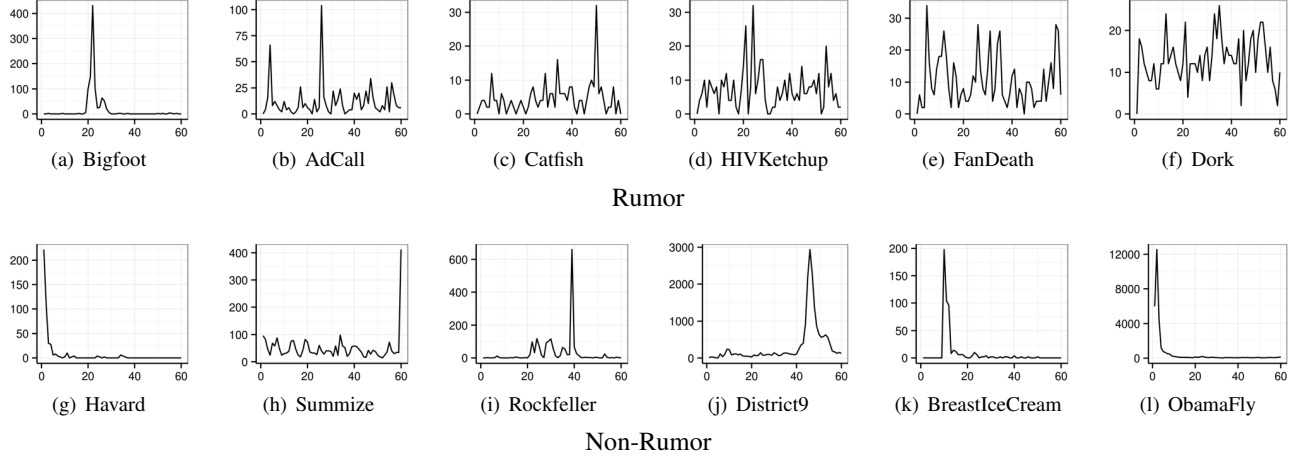 400
300
200
100
0
0 20 40 60
(a) Bigfoot
100
75
50
25
0
0 20 40 60
(b) AdCall
30
20
10
0
0 20 40 60
(c) Catfish
30
20
10
0
0 20 40 60
(d) HIVKetchup
30
20
10
0
0 20 40 60
(e) FanDeath
20
10
0
0 20 40 60
(f) Dork
Rumor
200
150
100
50
0
0 20 40 60
(g) Havard
400
300
200
100
0
0 20 40 60
(h) Summize
600
400
200
0
0 20 40 60
(i) Rockfeller
3000
2000
1000
0
0 20 40 60
(j) District9
200
150
100
50
0
0 20 40 60
(k) BreastIceCream
12000
8000
4000
0
0 20 40 60
(l) ObamaFly
Non-Rumor